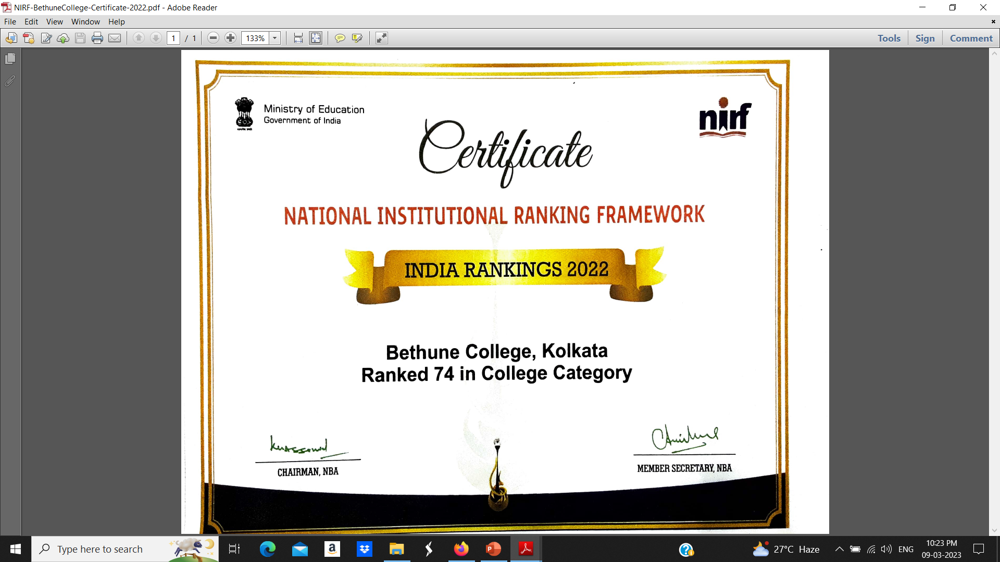 NIRF-BethuneCollege-Certificate-2022.pdf - Adobe Reader
File Edit View Window Help
1 / 1 133% Tools Sign Comment
Ministry of Education
Government of India
nirf
Certificate
NATIONAL INSTITUTIONAL RANKING FRAMEWORK
INDIA RANKINGS 2022
Bethune College, Kolkata
Ranked 74 in College Category
CHAIRMAN, NBA
MEMBER SECRETARY, NBA
Type here to search
27°C Haze
ENG
10:23 PM
09-03-2023